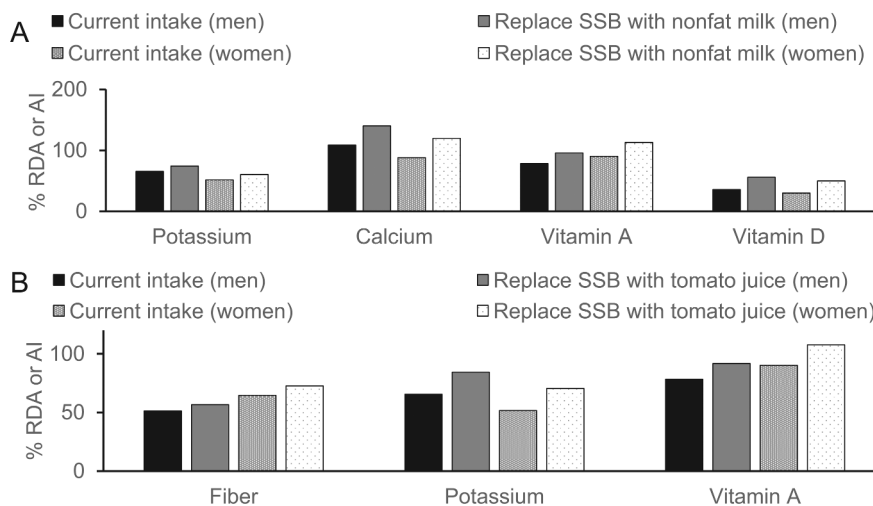 A
Current intake (men) Replace SSB with nonfat milk (men)
Current intake (women) Replace SSB with nonfat milk (women)
200
100
0
% RDA or AI
Potassium Calcium Vitamin A Vitamin D
B
Current intake (men) Replace SSB with tomato juice (men)
Current intake (women) Replace SSB with tomato juice (women)
100
50
0
% RDA or AI
Fiber Potassium Vitamin A